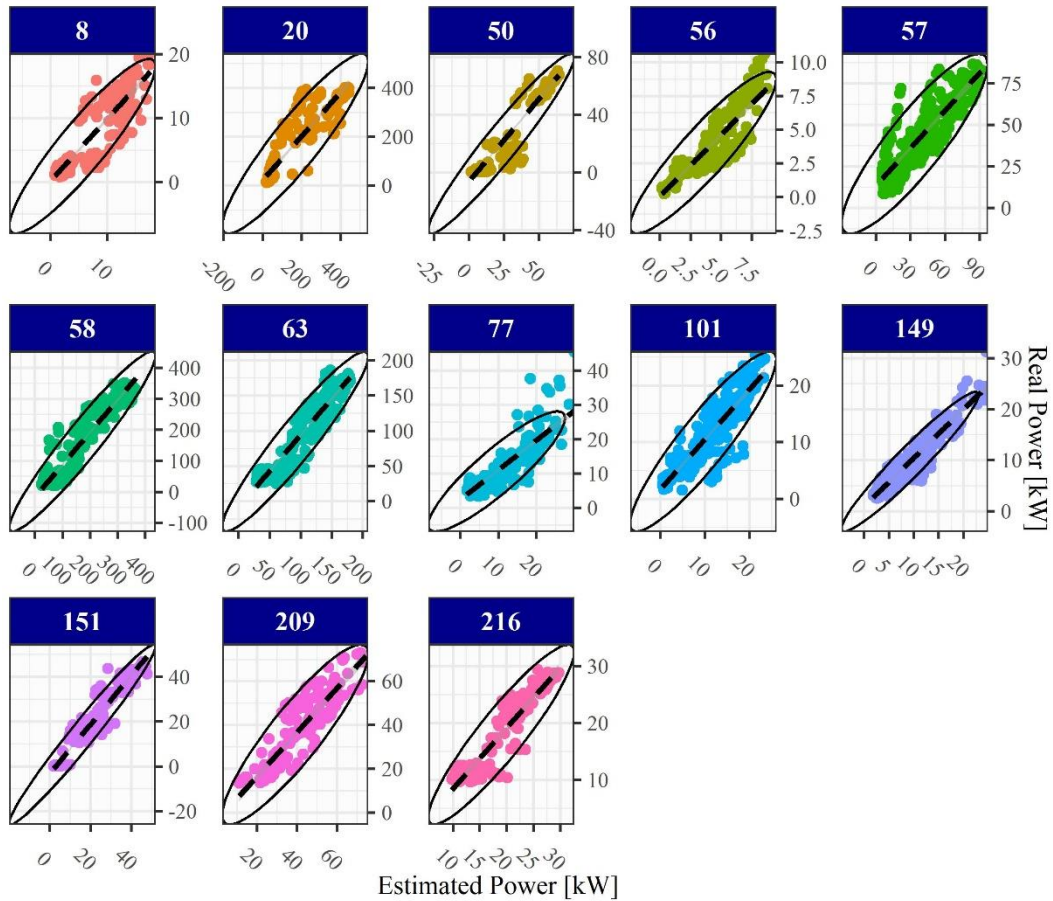 8 20 50 56 57
20 10 0
400 200 0
80 40 0 -40
10.0 7.5 5.0 2.5 0.0 -2.5
75 50 25 0
0 10
-200 0 200 400
-25 0 25 50
0.0 2.5 5.0 7.5
0 30 60 90
58 63 77 101 149
400 300 200 100 0 -100
200 150 100 50 0
40 30 20 10 0
20 10 0
30 20 10 0
Real Power [kW]
0 100 200 300 400
0 50 100 150 200
0 10 20
0 10 20
0 5 10 15 20
151 209 216
40 20 0 -20
60 40 20 0
30 20 10
0 20 40
20 40 60
10 15 20 25 30
Estimated Power [kW]